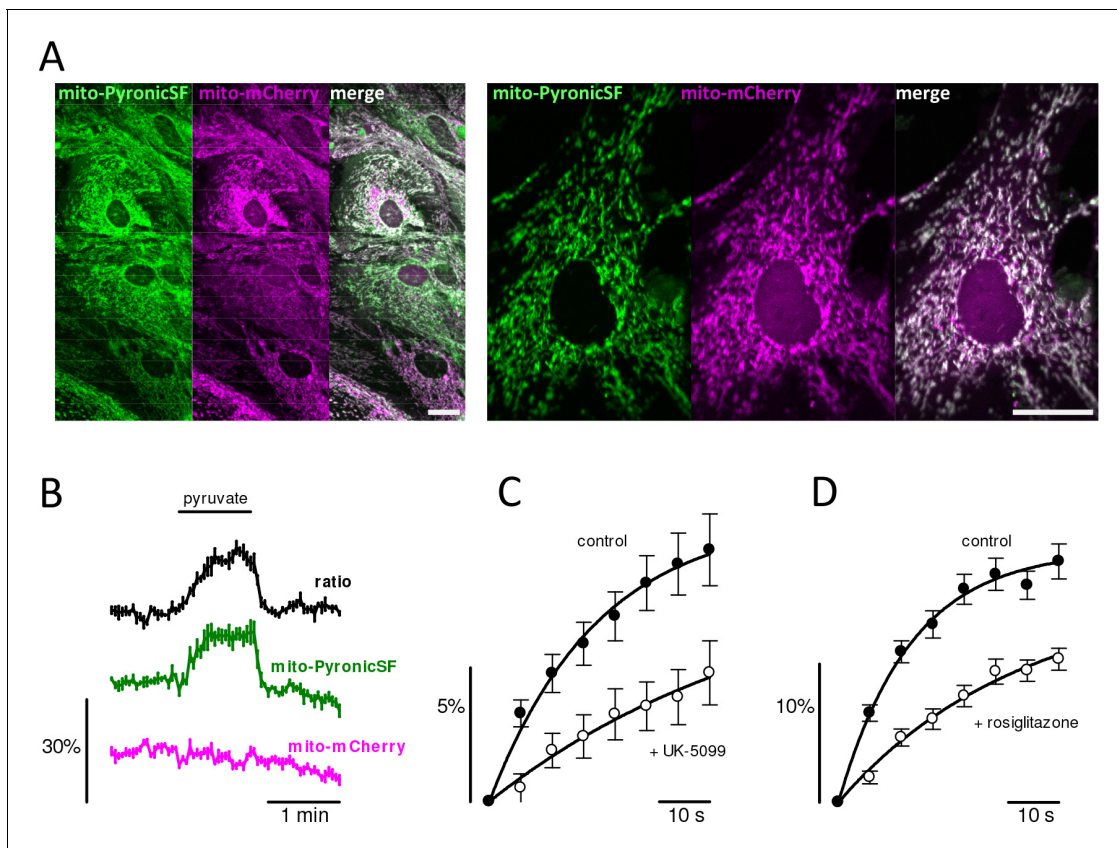 A
mito-PyronicSF mito-mCherry merge
mito-PyronicSF mito-mCherry merge
B
pyruvate
ratio
mito-PyronicSF
mito-mCherry
30%
1 min
C
control
5%
+ UK-5099
10 s
D
control
10%
+ rosiglitazone
10 s